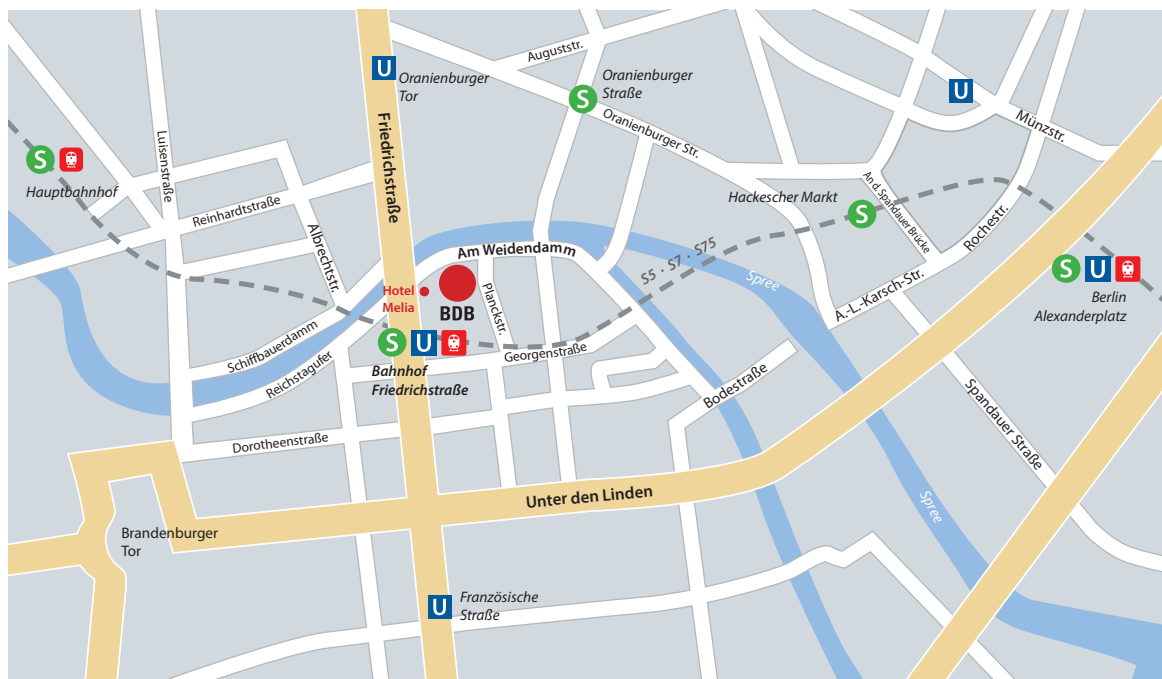 Auguststr.
U
Oranienburger
Tor
Oranienburger
Straße
S
U
Oranienburger Str.
Münzstr.
Friedrichstraße
Luisenstraße
S
Hauptbahnhof
Reinhardtstraße
Albrechtstr.
Hackescher Markt
S
An d. Spandauer Brücke
Rochestr.
Am Weidendamm
S5 · S7 · S75
Spree
S U
Berlin
Alexanderplatz
A.-L.-Karsch-Str.
Hotel
Melia
BDB
Planckstr.
Schiffbauerdamm
Reichstagufer
S U
Georgenstraße
Bahnhof
Friedrichstraße
Bodestraße
Spandauer Straße
Dorotheenstraße
Unter den Linden
Spree
Brandenburger
Tor
U
Französische
Straße